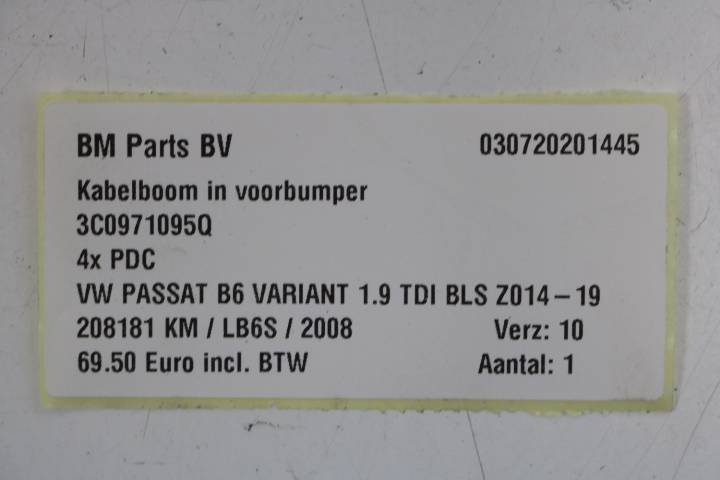 BM Parts BV 030720201445
Kabelboom in voorbumper
3C0971095Q
4x PDC
VW PASSAT B6 VARIANT 1.9 TDI BLS Z014-19
208181 KM / LB6S / 2008 Verz: 10
69.50 Euro incl. BTW Aantal: 1